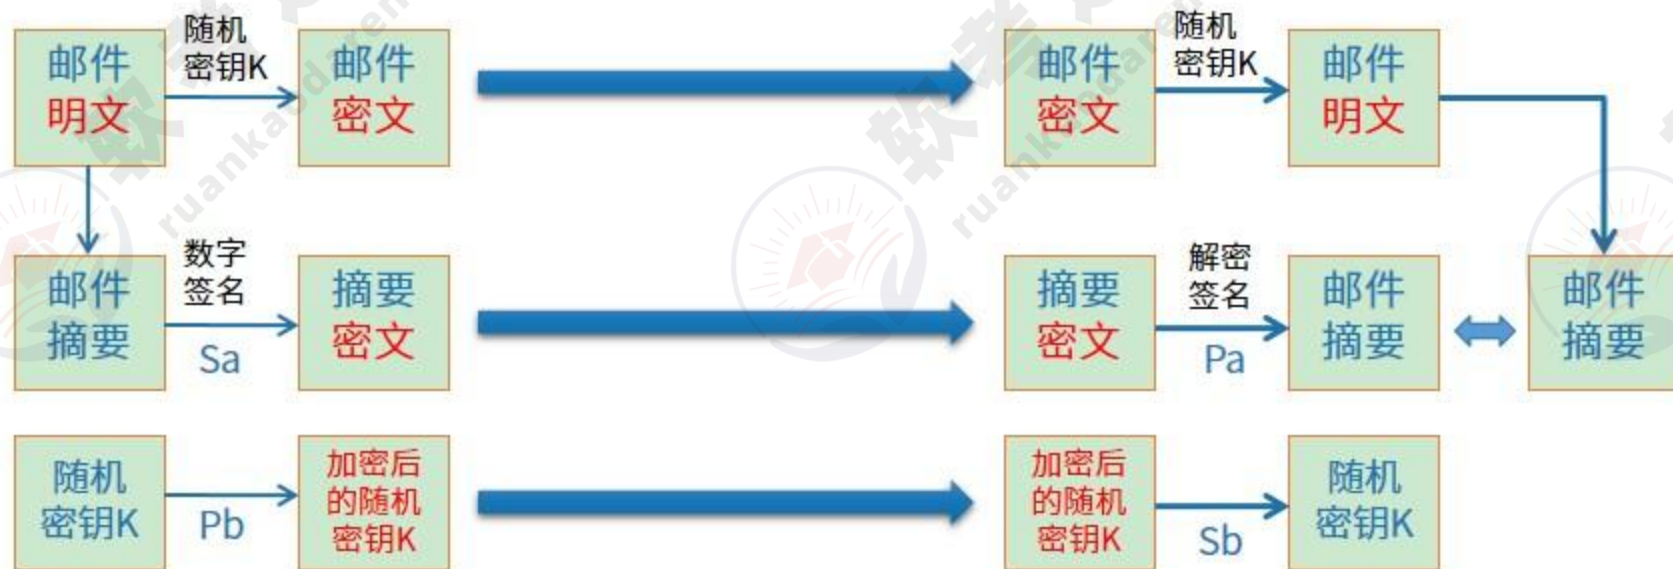 邮件
明文
随机
密钥K
邮件
密文
邮件
密文
随机
密钥K
邮件
明文
邮件
摘要
数字
签名
Sa
摘要
密文
摘要
密文
解密
签名
Pa
邮件
摘要
邮件
摘要
随机
密钥K
Pb
加密后
的随机
密钥K
加密后
的随机
密钥K
Sb
随机
密钥K